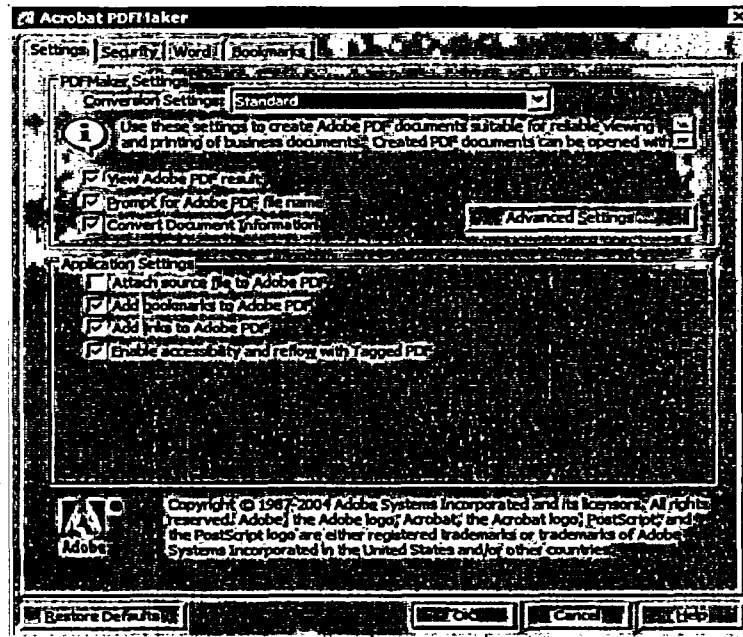 Acrobat PDFMaker
Settings Security Word Bookmarks
PDFMaker Settings
Conversion Settings: Standard
Use these settings to create Adobe PDF documents suitable for reliable viewing
and printing of business documents. Created PDF documents can be opened with
View Adobe PDF result
Prompt for Adobe PDF file name
Convert Document Information
Advanced Settings...
Application Settings
Attach source file to Adobe PDF
Add bookmarks to Adobe PDF
Add links to Adobe PDF
Enable accessibility and reflow with Tagged PDF
Copyright © 1987-2004 Adobe Systems Incorporated and its licensors. All rights
reserved. Adobe, the Adobe logo, Acrobat, the Acrobat logo, PostScript, and
the PostScript logo are either registered trademarks or trademarks of Adobe
Systems Incorporated in the United States and/or other countries.
Adobe
Restore Defaults OK Cancel Help